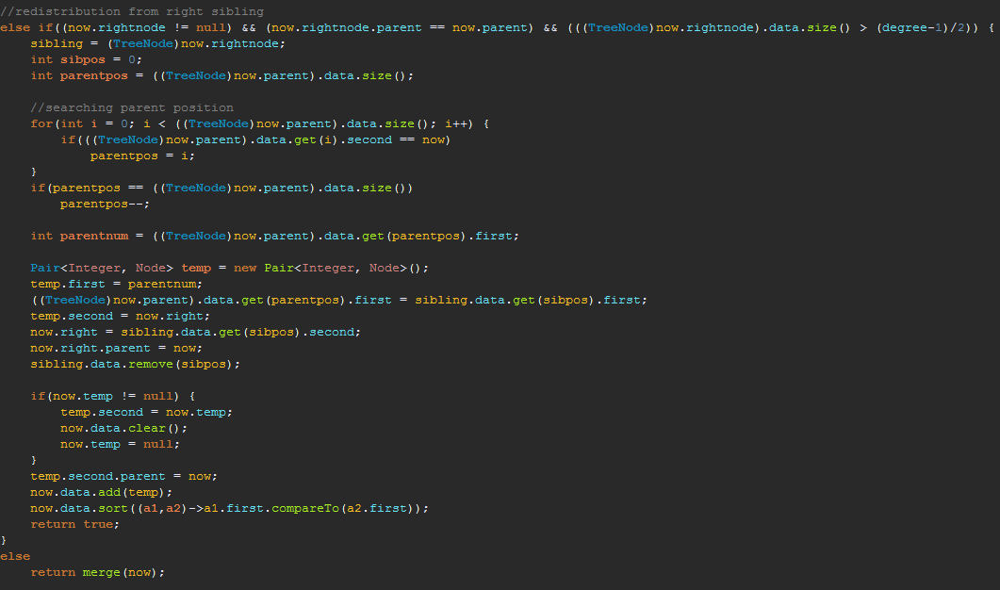 //redistribution from right sibling
else if((now.rightnode != null) && (now.rightnode.parent == now.parent) && (((TreeNode)now.rightnode).data.size() > (degree-1)/2)) {
    sibling = (TreeNode)now.rightnode;
    int sibpos = 0;
    int parentpos = ((TreeNode)now.parent).data.size();

    //searching parent position
    for(int i = 0; i < ((TreeNode)now.parent).data.size(); i++) {
        if(((TreeNode)now.parent).data.get(i).second == now)
            parentpos = i;
    }
    if(parentpos == ((TreeNode)now.parent).data.size())
        parentpos--;

    int parentnum = ((TreeNode)now.parent).data.get(parentpos).first;

    Pair<Integer, Node> temp = new Pair<Integer, Node>();
    temp.first = parentnum;
    ((TreeNode)now.parent).data.get(parentpos).first = sibling.data.get(sibpos).first;
    temp.second = now.right;
    now.right = sibling.data.get(sibpos).second;
    now.right.parent = now;
    sibling.data.remove(sibpos);

    if(now.temp != null) {
        temp.second = now.temp;
        now.data.clear();
        now.temp = null;
    }
    temp.second.parent = now;
    now.data.add(temp);
    now.data.sort((a1,a2)->a1.first.compareTo(a2.first));
    return true;
}
else
    return merge(now);